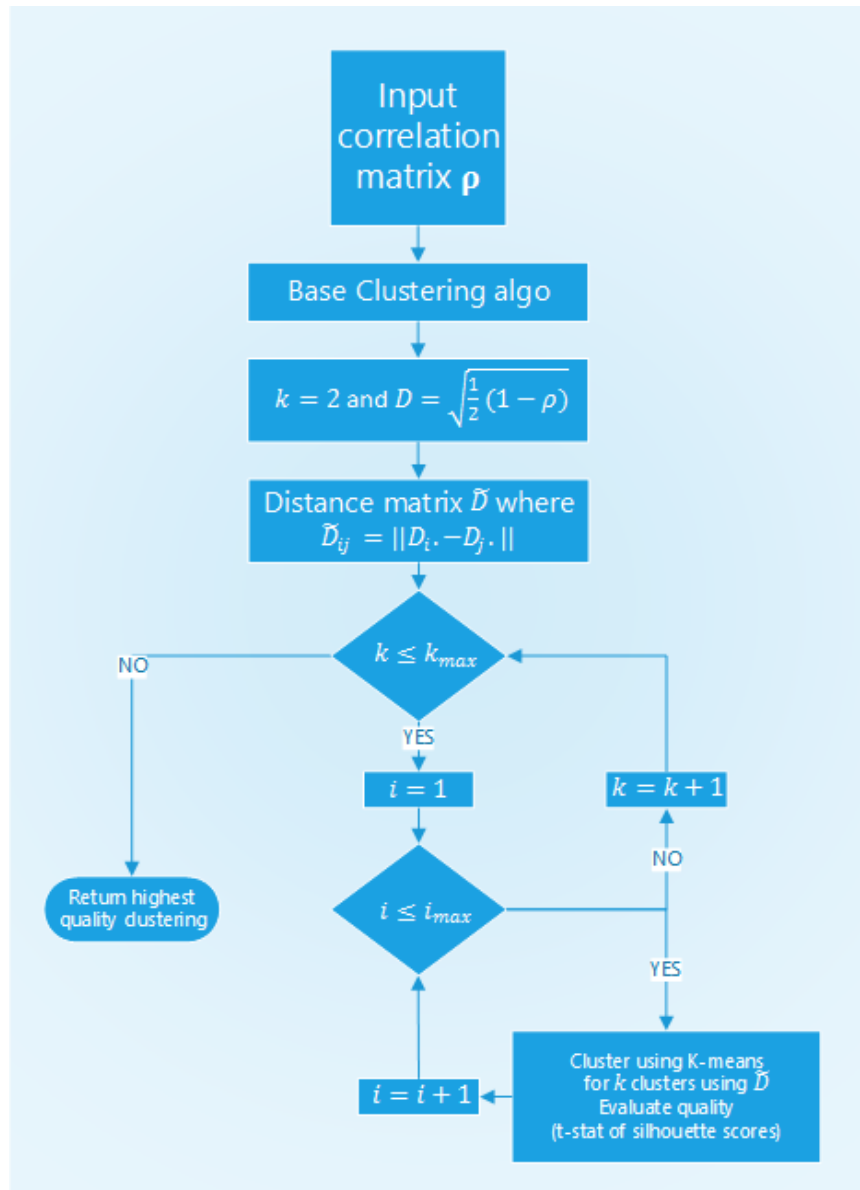 Input
correlation
matrix ρ
Base Clustering algo
k = 2 and D = √(1/2 (1 − ρ))
Distance matrix D̃ where
D̃ij = ||Di. −Dj. ||
k ≤ kmax
NO
YES
i = 1
k = k + 1
NO
Return highest
quality clustering
i ≤ imax
YES
Cluster using K-means
for k clusters using D̃
Evaluate quality
(t-stat of silhouette scores)
i = i + 1